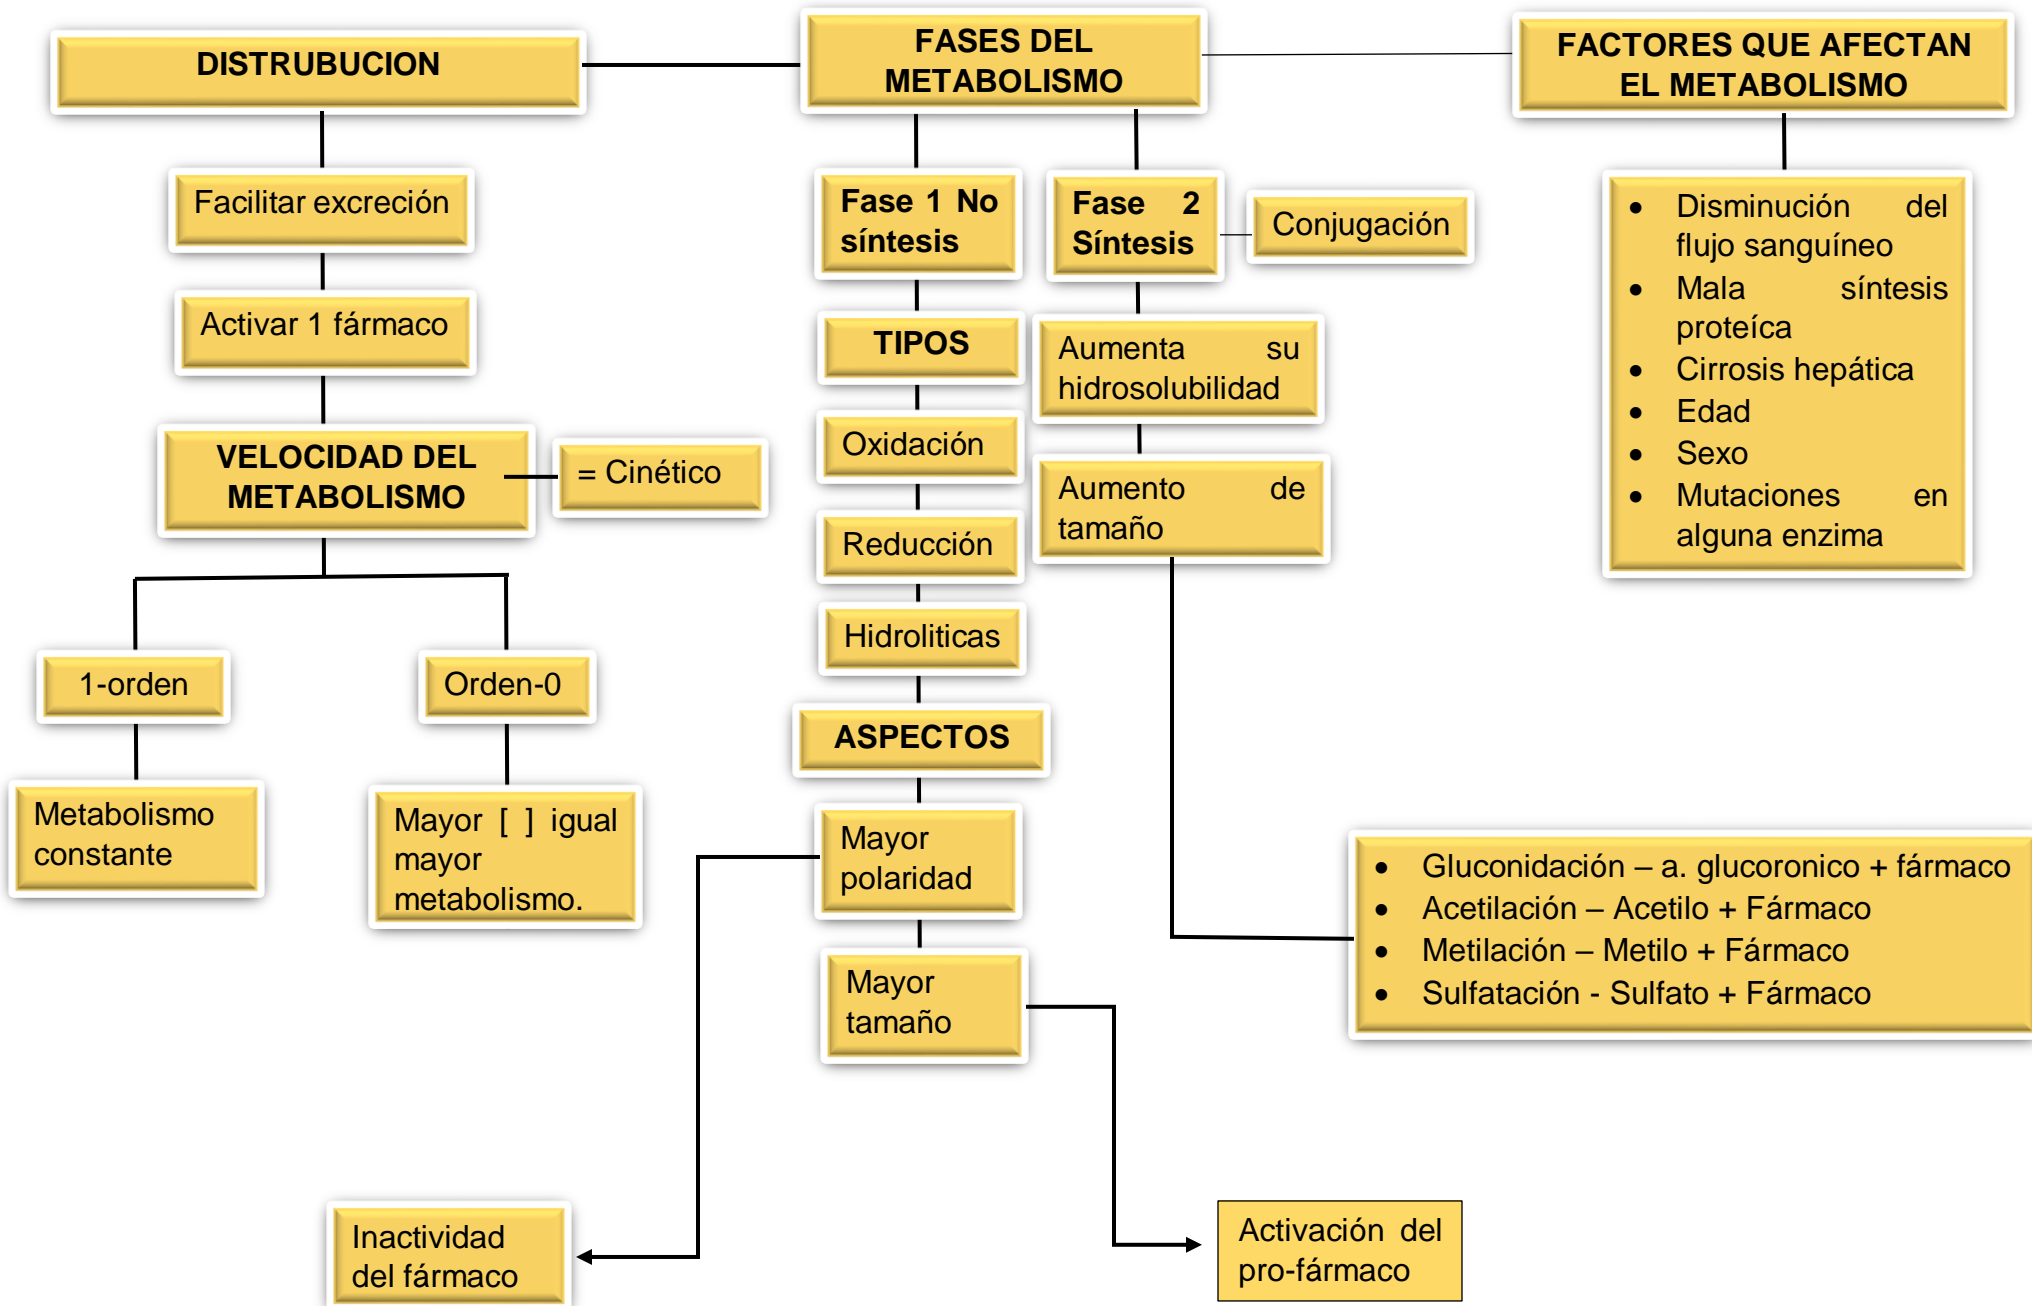 DISTRUBUCION
Facilitar excreción
Activar 1 fármaco
VELOCIDAD DEL
METABOLISMO
= Cinético
1-orden
Orden-0
Metabolismo
constante
Mayor [ ] igual
mayor
metabolismo.
FASES DEL
METABOLISMO
Fase 1 No
síntesis
TIPOS
Oxidación
Reducción
Hidroliticas
ASPECTOS
Mayor
polaridad
Mayor
tamaño
Inactividad
del fármaco
Activación del
pro-fármaco
Fase 2
Síntesis
Conjugación
Aumenta su
hidrosolubilidad
Aumento de
tamaño
• Gluconidación – a. glucoronico + fármaco
• Acetilación – Acetilo + Fármaco
• Metilación – Metilo + Fármaco
• Sulfatación - Sulfato + Fármaco
FACTORES QUE AFECTAN
EL METABOLISMO
• Disminución del
flujo sanguíneo
• Mala síntesis
proteíca
• Cirrosis hepática
• Edad
• Sexo
• Mutaciones en
alguna enzima